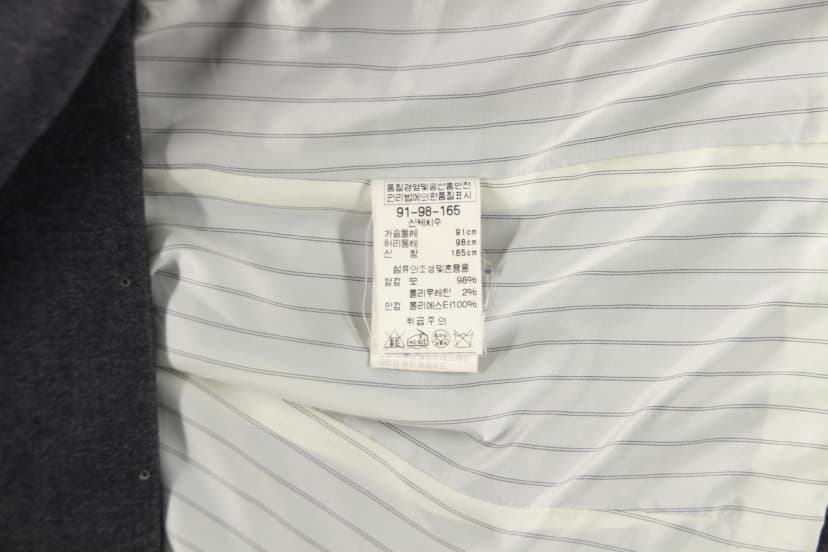 품질경영및공산품안전
관리법에의한품질표시
91-98-165
신체치수
가슴둘레 91cm
허리둘레 98cm
신 장 165cm
섬유의조성및혼용률
겉감 모 98%
폴리우레탄 2%
안감 폴리에스터100%
취급주의